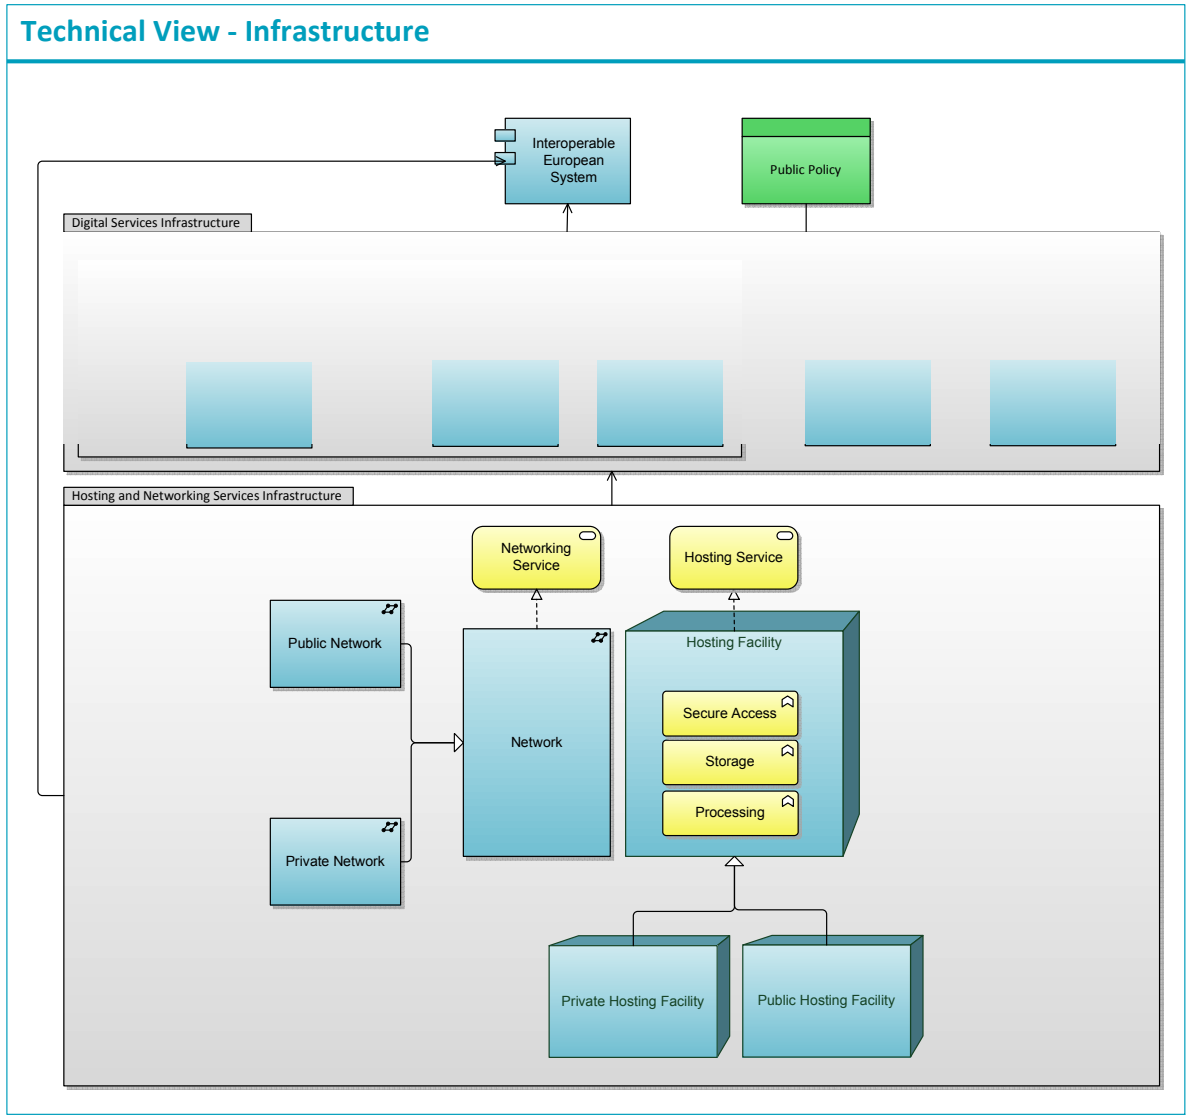 Technical View - Infrastructure
Interoperable
European
System
Public Policy
Digital Services Infrastructure
Hosting and Networking Services Infrastructure
Networking
Service
Hosting Service
Public Network
Hosting Facility
Secure Access
Network
Storage
Processing
Private Network
Private Hosting Facility
Public Hosting Facility